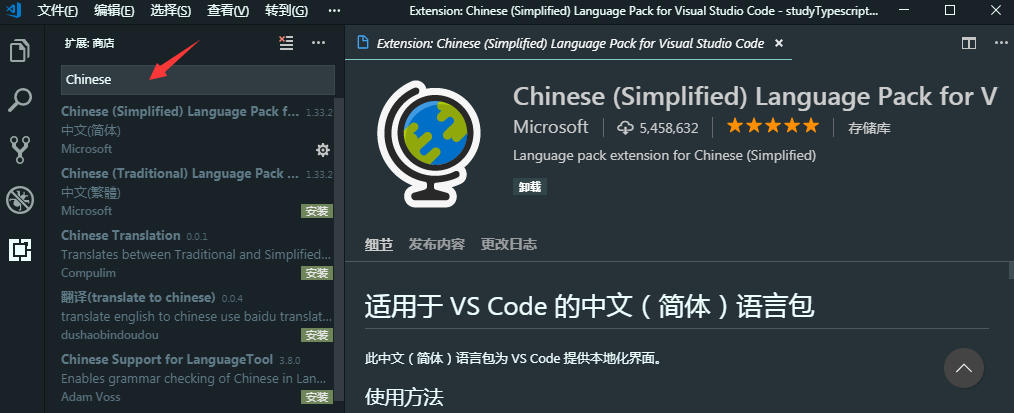 文件(F) 编辑(E) 选择(S) 查看(V) 转到(G) ··· Extension: Chinese (Simplified) Language Pack for Visual Studio Code - studyTypescript...
扩展: 商店
Chinese
Chinese (Simplified) Language Pack f... 1.33.2
中文(简体)
Microsoft
Chinese (Traditional) Language Pack ... 1.33.2
中文(繁體)
Microsoft 安装
Chinese Translation 0.0.1
Translates between Traditional and Simplified...
Compulim 安装
翻译(translate to chinese) 0.0.4
translate english to chinese use baidu translat...
dushaobindoudou 安装
Chinese Support for LanguageTool 3.8.0
Enables grammar checking of Chinese in Lan...
Adam Voss 安装
Extension: Chinese (Simplified) Language Pack for Visual Studio Code
Chinese (Simplified) Language Pack for V
Microsoft 5,458,632 存储库
Language pack extension for Chinese (Simplified)
卸载
细节 发布内容 更改日志
适用于 VS Code 的中文（简体）语言包
此中文（简体）语言包为 VS Code 提供本地化界面。
使用方法